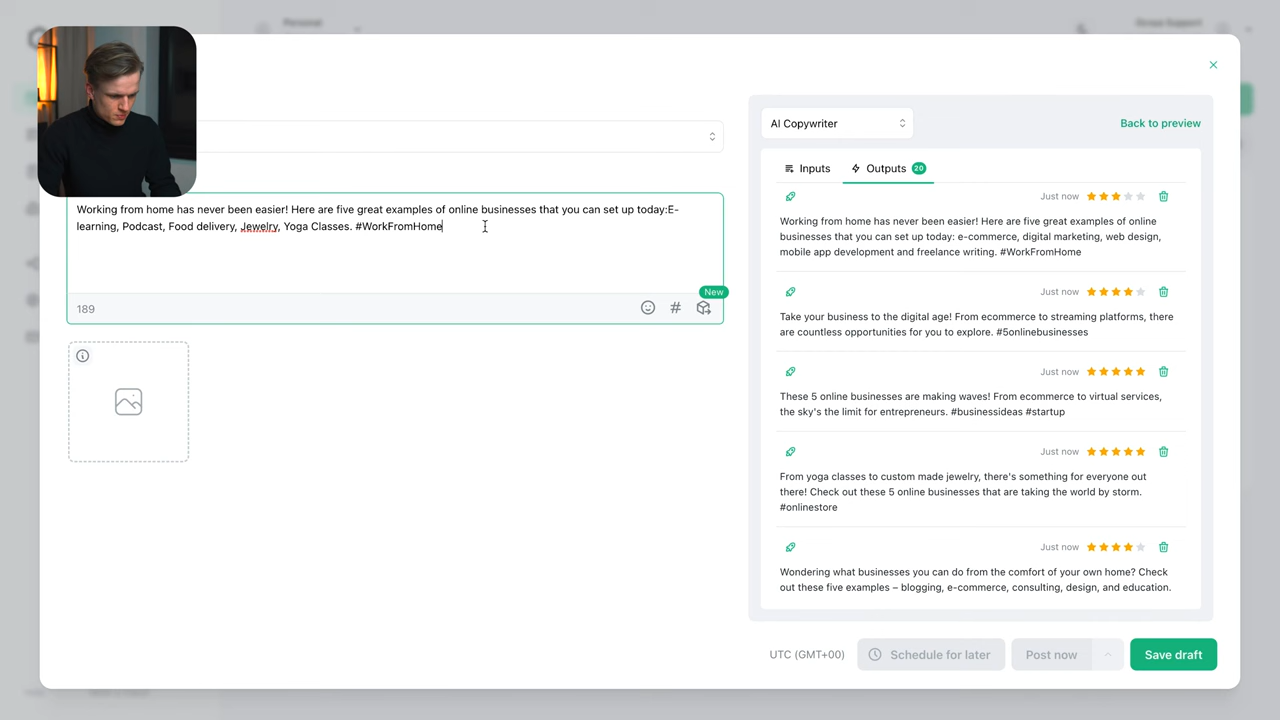 Personal
AI Copywriter
Back to preview
Inputs
Outputs 20
Working from home has never been easier! Here are five great examples of online businesses that you can set up today:E-
learning, Podcast, Food delivery, Jewelry, Yoga Classes. #WorkFromHome
189
New
Just now
Working from home has never been easier! Here are five great examples of online
businesses that you can set up today: e-commerce, digital marketing, web design,
mobile app development and freelance writing. #WorkFromHome
Just now
Take your business to the digital age! From ecommerce to streaming platforms, there
are countless opportunities for you to explore. #5onlinebusinesses
Just now
These 5 online businesses are making waves! From ecommerce to virtual services,
the sky's the limit for entrepreneurs. #businessideas #startup
Just now
From yoga classes to custom made jewelry, there's something for everyone out
there! Check out these 5 online businesses that are taking the world by storm.
#onlinestore
Just now
Wondering what businesses you can do from the comfort of your own home? Check
out these five examples – blogging, e-commerce, consulting, design, and education.
UTC (GMT+00)
Schedule for later
Post now
Save draft